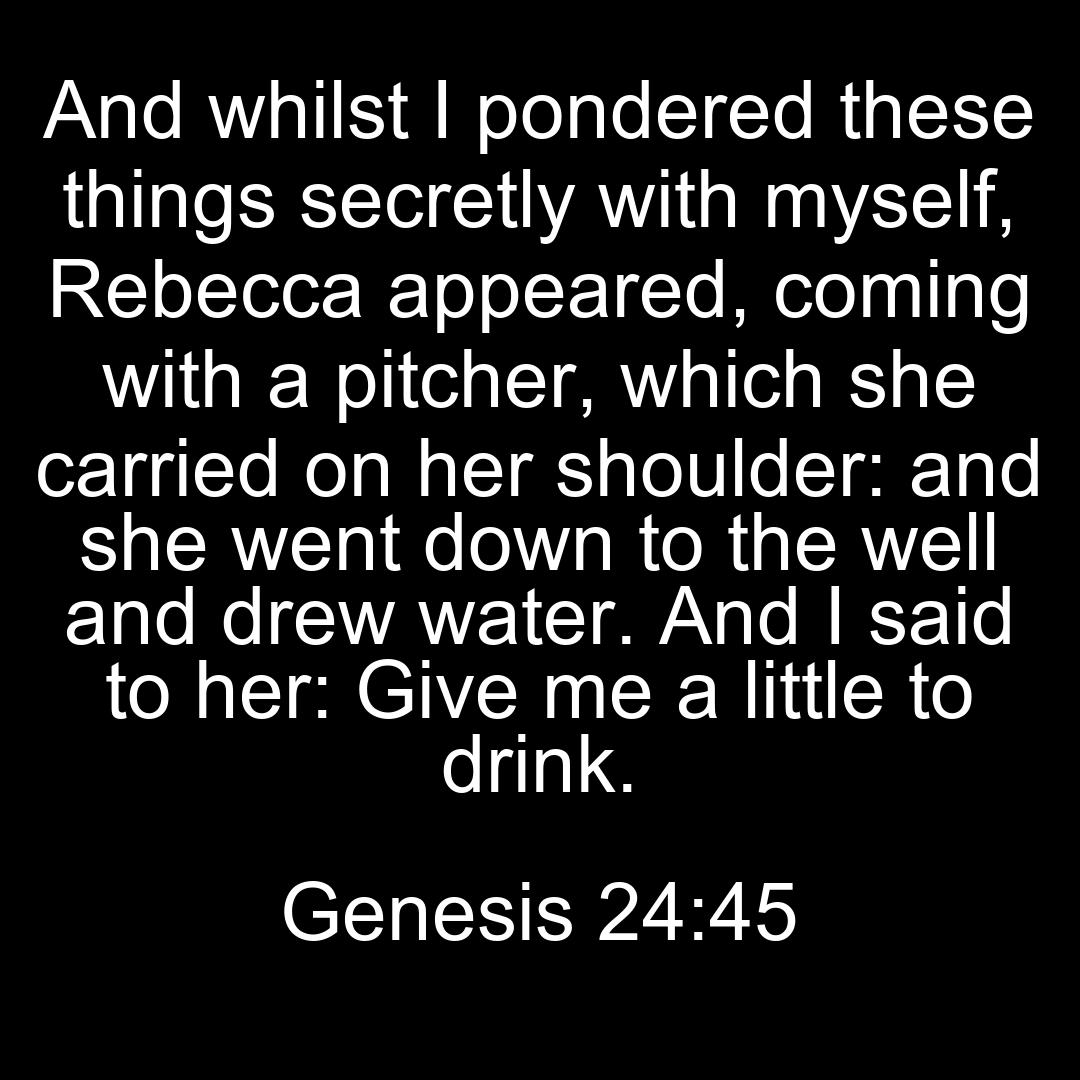 And whilst I pondered these
things secretly with myself,
Rebecca appeared, coming
with a pitcher, which she
carried on her shoulder: and
she went down to the well
and drew water. And I said
to her: Give me a little to
drink.
Genesis 24:45